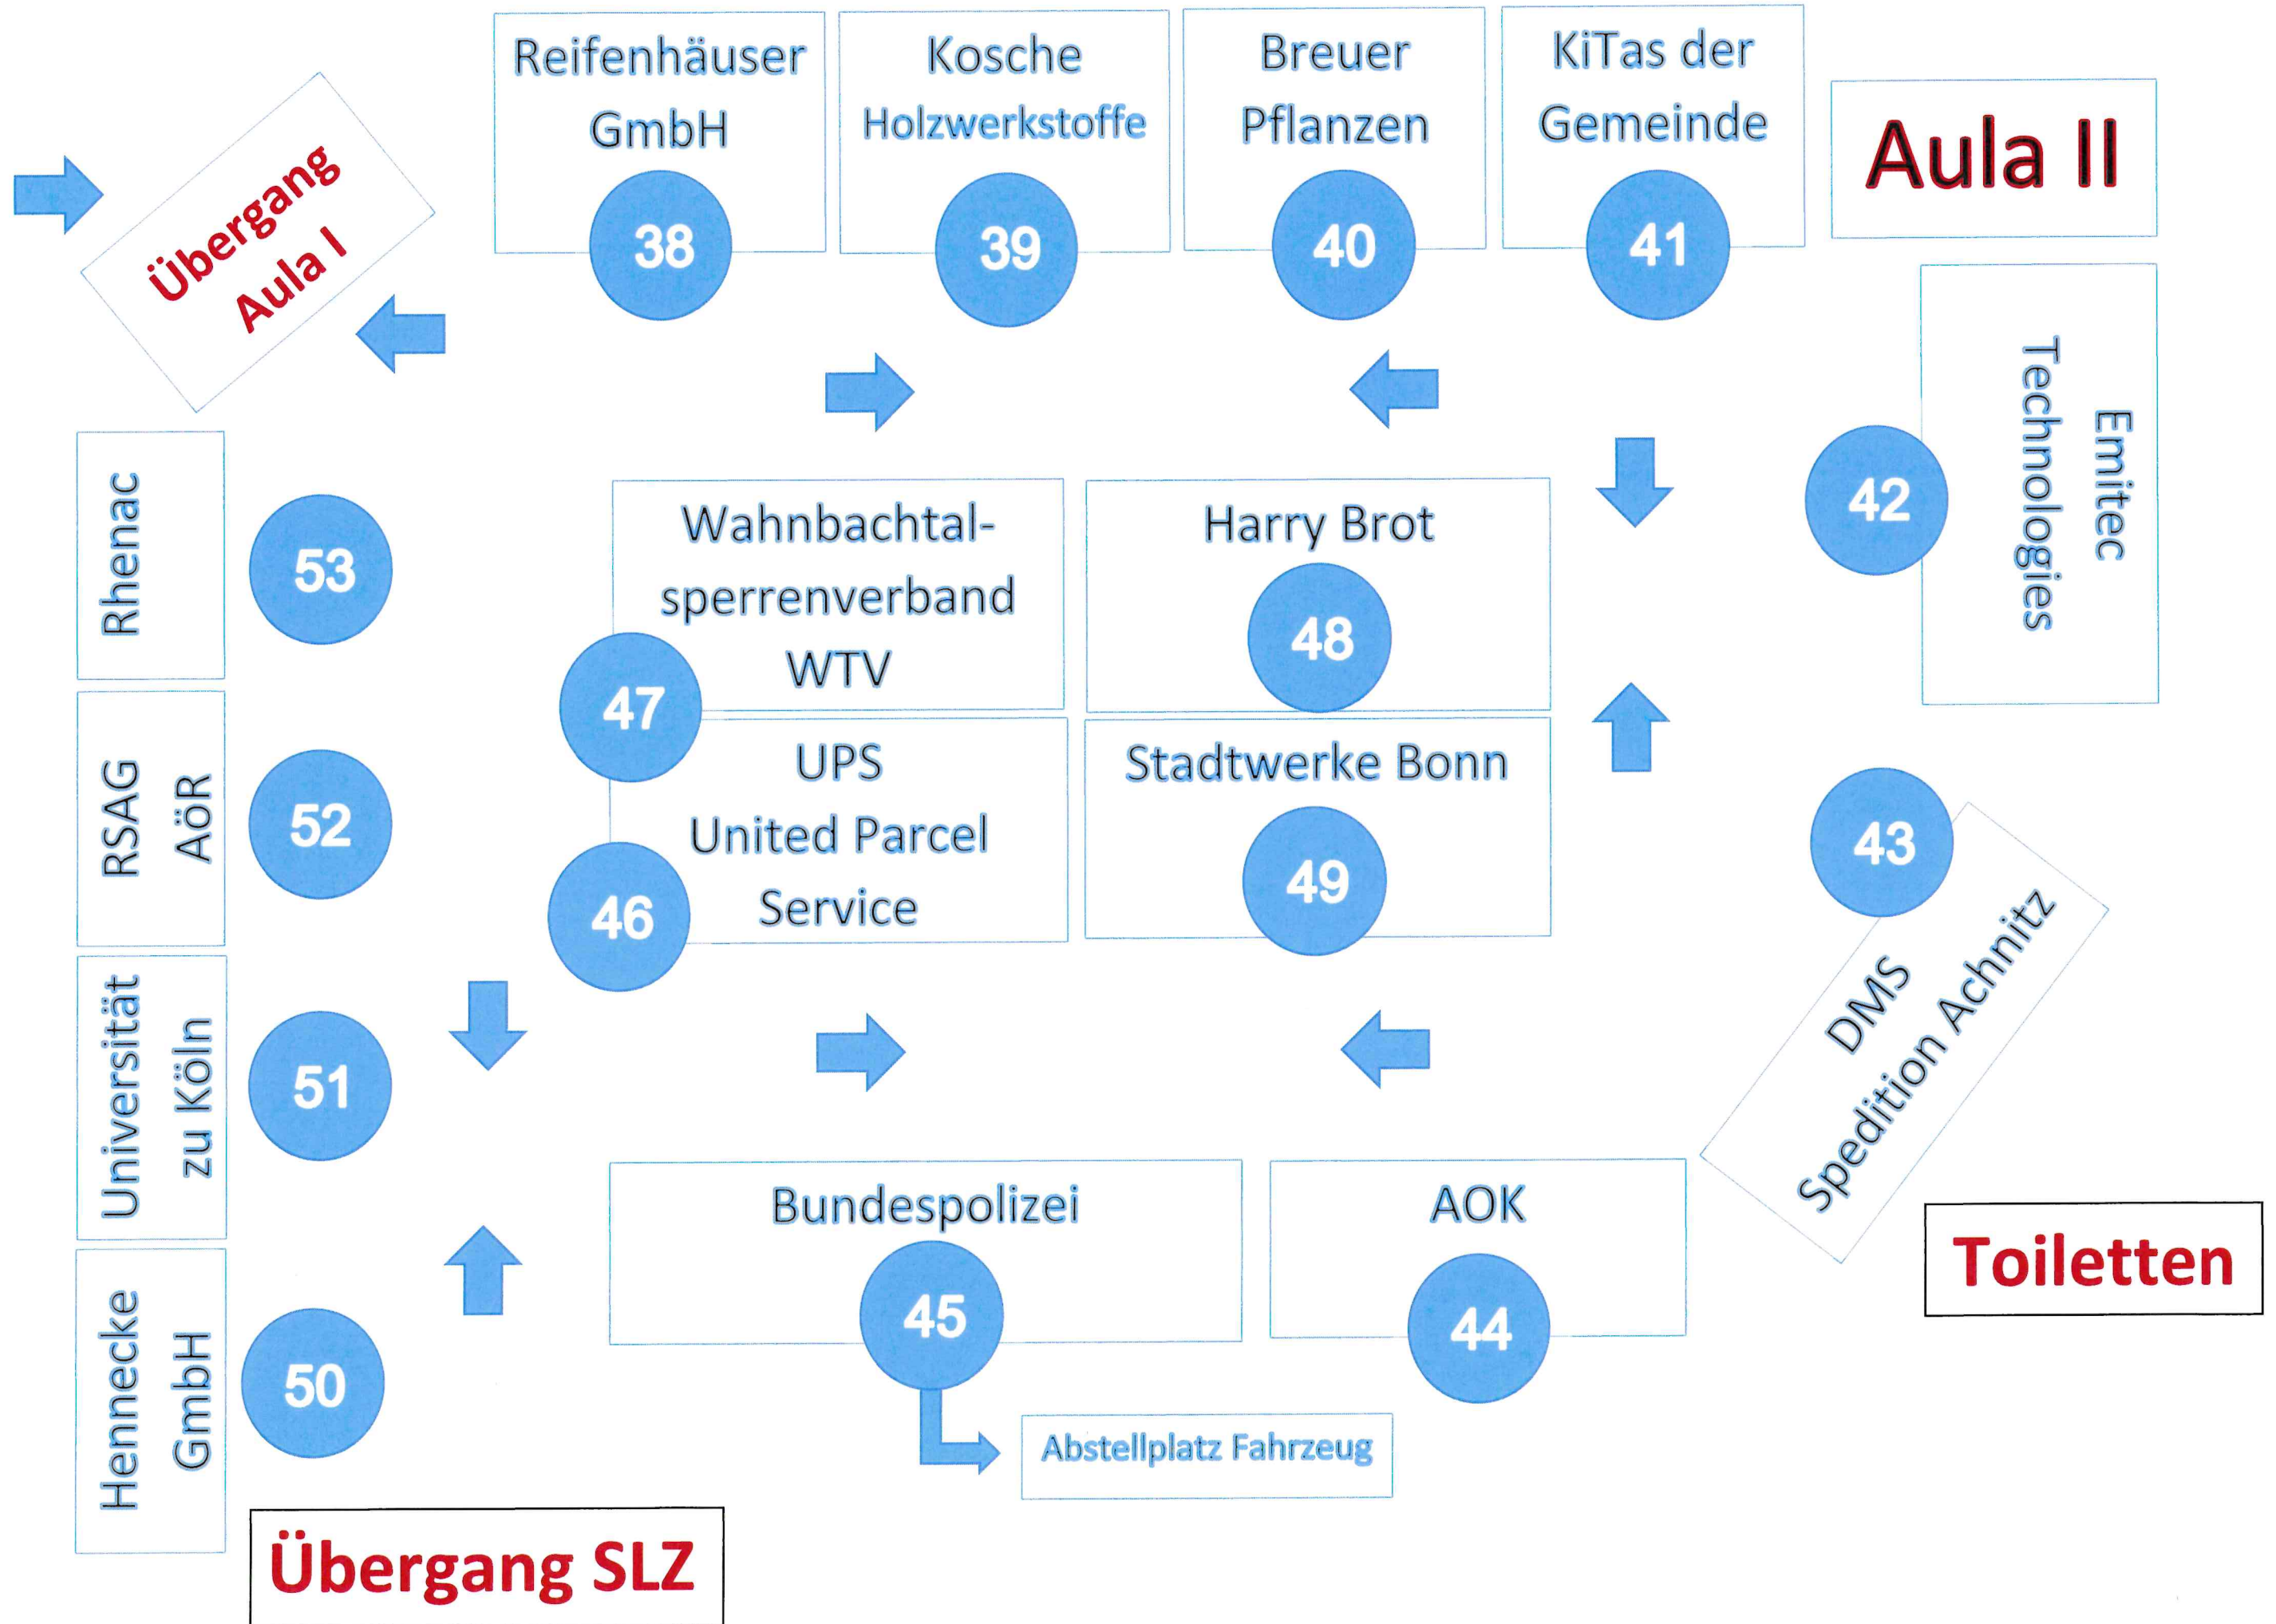 Reifenhäuser
GmbH
38
Kosche
Holzwerkstoffe
39
Breuer
Pflanzen
40
KiTas der
Gemeinde
41
Aula II
Übergang
Aula I
Emitec
Technologies
42
Rhenac
53
Wahnbachtal-
sperrenverband
WTV
47
Harry Brot
48
RSAG
AöR
52
UPS
United Parcel
Service
46
Stadtwerke Bonn
49
43
DMS
Spedition Achnitz
Universität
zu Köln
51
Bundespolizei
45
AOK
44
Toiletten
Hennecke
GmbH
50
Abstellplatz Fahrzeug
Übergang SLZ